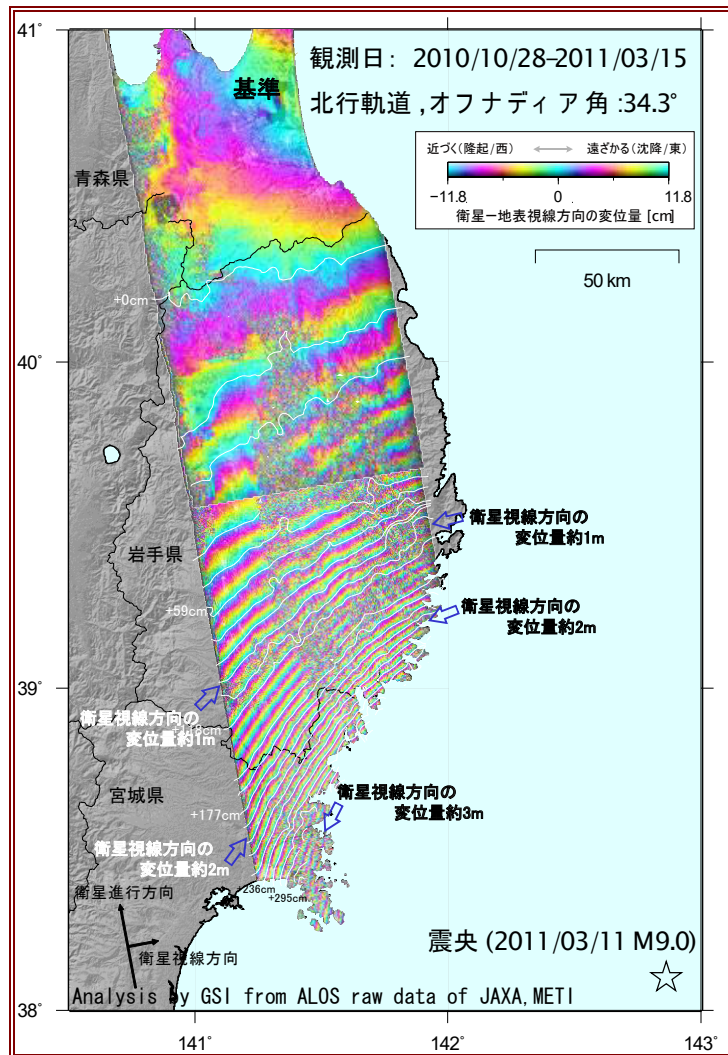 41°
観測日: 2010/10/28–2011/03/15
基準
北行軌道,オフナディア角:34.3°
近づく(隆起/西)
遠ざかる(沈降/東)
−11.8
0
11.8
衛星ー地表視線方向の変位量 [cm]
青森県
50 km
+0cm
40°
衛星視線方向の
変位量約1m
岩手県
+59cm
衛星視線方向の
変位量約2m
39°
衛星視線方向の
変位量約1m
宮城県
衛星視線方向の
変位量約3m
+177cm
衛星視線方向の
変位量約2m
+236cm
+295cm
衛星進行方向
衛星視線方向
震央 (2011/03/11 M9.0)
Analysis by GSI from ALOS raw data of JAXA,METI
38°
141°
142°
143°